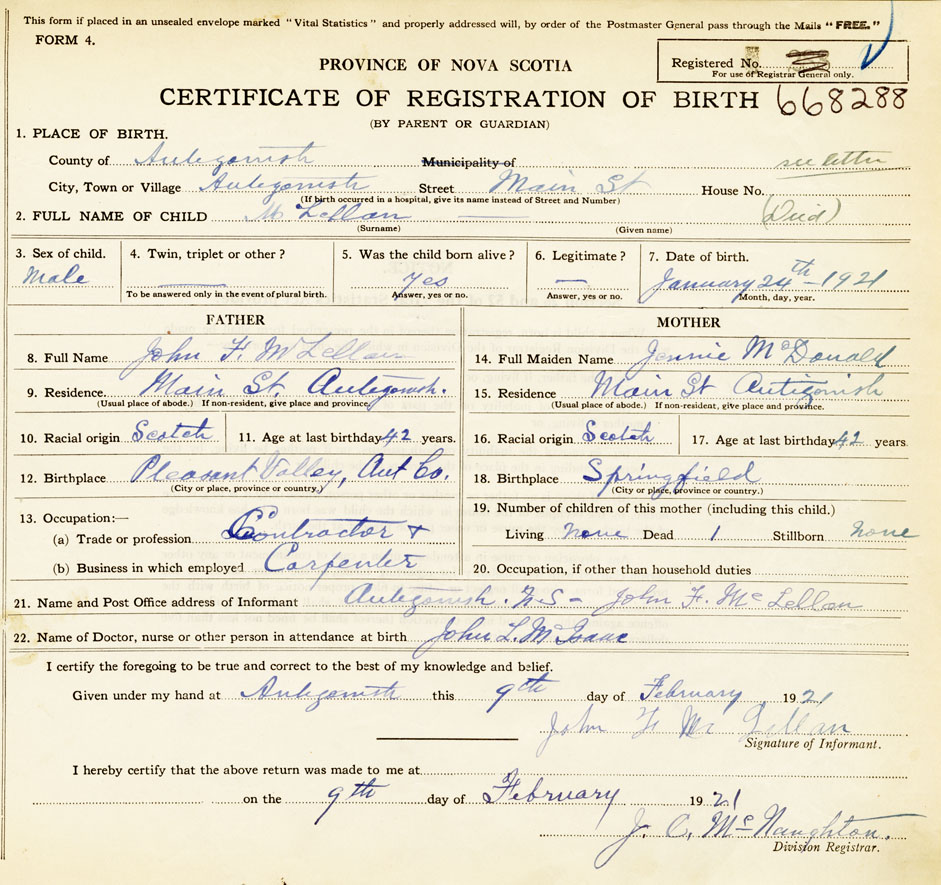 This form if placed in an unsealed envelope marked "Vital Statistics" and properly addressed will, by order of the Postmaster General pass through the Mails "FREE."
FORM 4.
Registered No.
For use of Registrar General only.
PROVINCE OF NOVA SCOTIA
CERTIFICATE OF REGISTRATION OF BIRTH 668288
(BY PARENT OR GUARDIAN)
1. PLACE OF BIRTH.
County of Antigonish Municipality of see letter
City, Town or Village Antigonish Street Main St House No.
(If birth occurred in a hospital, give its name instead of Street and Number)
2. FULL NAME OF CHILD McLellan — (Died)
(Surname) (Given name)
3. Sex of child. 4. Twin, triplet or other? 5. Was the child born alive? 6. Legitimate? 7. Date of birth.
Male — Yes — January 24th - 1921
To be answered only in the event of plural birth. Answer, yes or no. Answer, yes or no. Month, day, year.
FATHER
8. Full Name John F. McLellan
9. Residence. Main St. Antigonish.
(Usual place of abode.) If non-resident, give place and province.
10. Racial origin Scotch 11. Age at last birthday 42 years.
12. Birthplace Pleasant Valley, Ant Co.
(City or place, province or country.)
13. Occupation:—
(a) Trade or profession Contractor +
(b) Business in which employed Carpenter
MOTHER
14. Full Maiden Name Jennie McDonald
15. Residence Main St Antigonish
(Usual place of abode.) If non-resident, give place and province.
16. Racial origin Scotch 17. Age at last birthday 42 years.
18. Birthplace Springfield
(City or place, province or country.)
19. Number of children of this mother (including this child.)
Living None Dead 1 Stillborn None
20. Occupation, if other than household duties
21. Name and Post Office address of Informant Antigonish. N.S - John F. McLellan
22. Name of Doctor, nurse or other person in attendance at birth John L. McIsaac
I certify the foregoing to be true and correct to the best of my knowledge and belief.
Given under my hand at Antigonish this 9th day of February 1921
John F McLellan
Signature of Informant.
I hereby certify that the above return was made to me at
on the 9th day of February 1921
J. C. McNaughton.
Division Registrar.